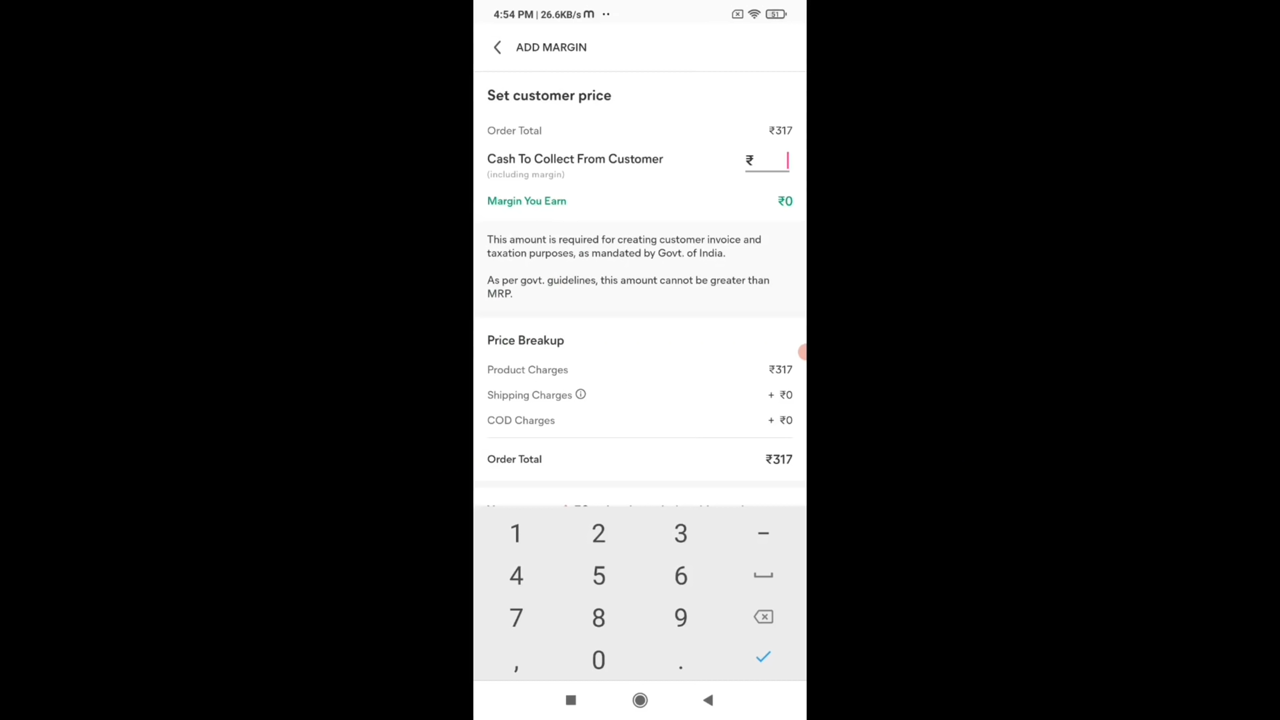 4:54 PM | 26.6KB/s m ··
51
ADD MARGIN
Set customer price
Order Total ₹317
Cash To Collect From Customer ₹
(including margin)
Margin You Earn ₹0
This amount is required for creating customer invoice and
taxation purposes, as mandated by Govt. of India.
As per govt. guidelines, this amount cannot be greater than
MRP.
Price Breakup
Product Charges ₹317
Shipping Charges + ₹0
COD Charges + ₹0
Order Total ₹317
1 2 3 −
4 5 6
7 8 9
, 0 .